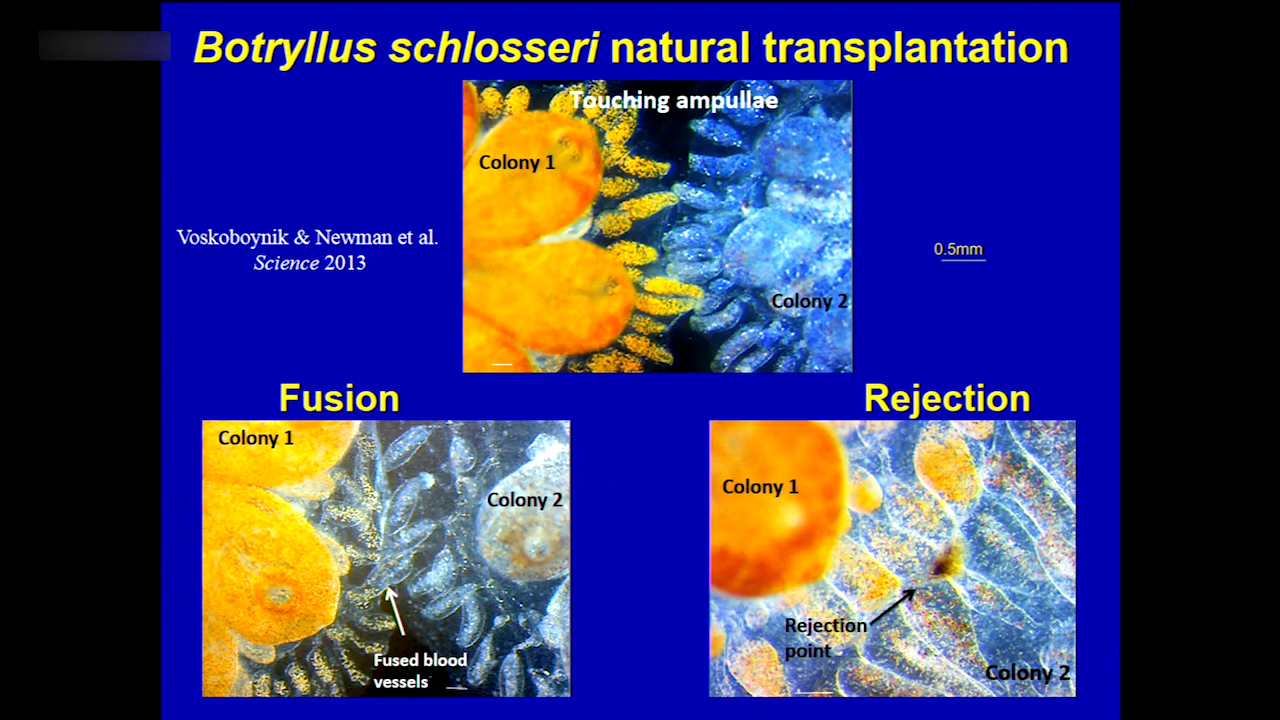 Botryllus schlosseri natural transplantation
Touching ampullae
Colony 1
Voskoboynik & Newman et al.
Science 2013
0.5mm
Colony 2
Fusion
Rejection
Colony 1
Colony 2
Fused blood
vessels
Colony 1
Rejection
point
Colony 2